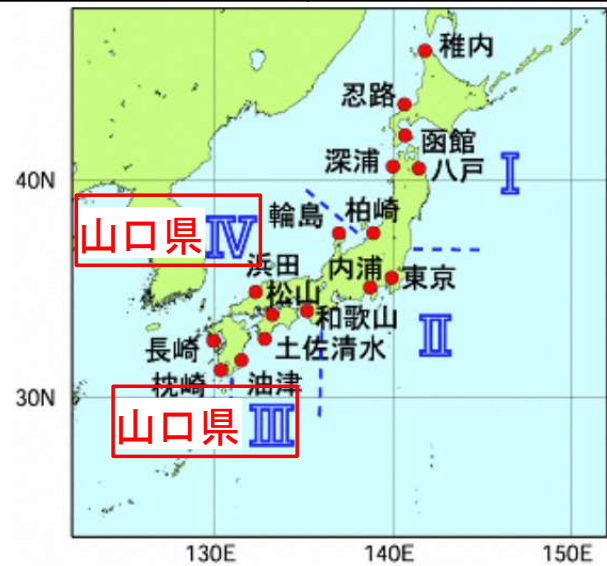 稚内
忍路
函館
深浦
八戸
I
40N
輪島
柏崎
山口県 IV
浜田
内浦
東京
松山
和歌山
II
長崎
土佐清水
枕崎
油津
30N
山口県 III
130E
140E
150E